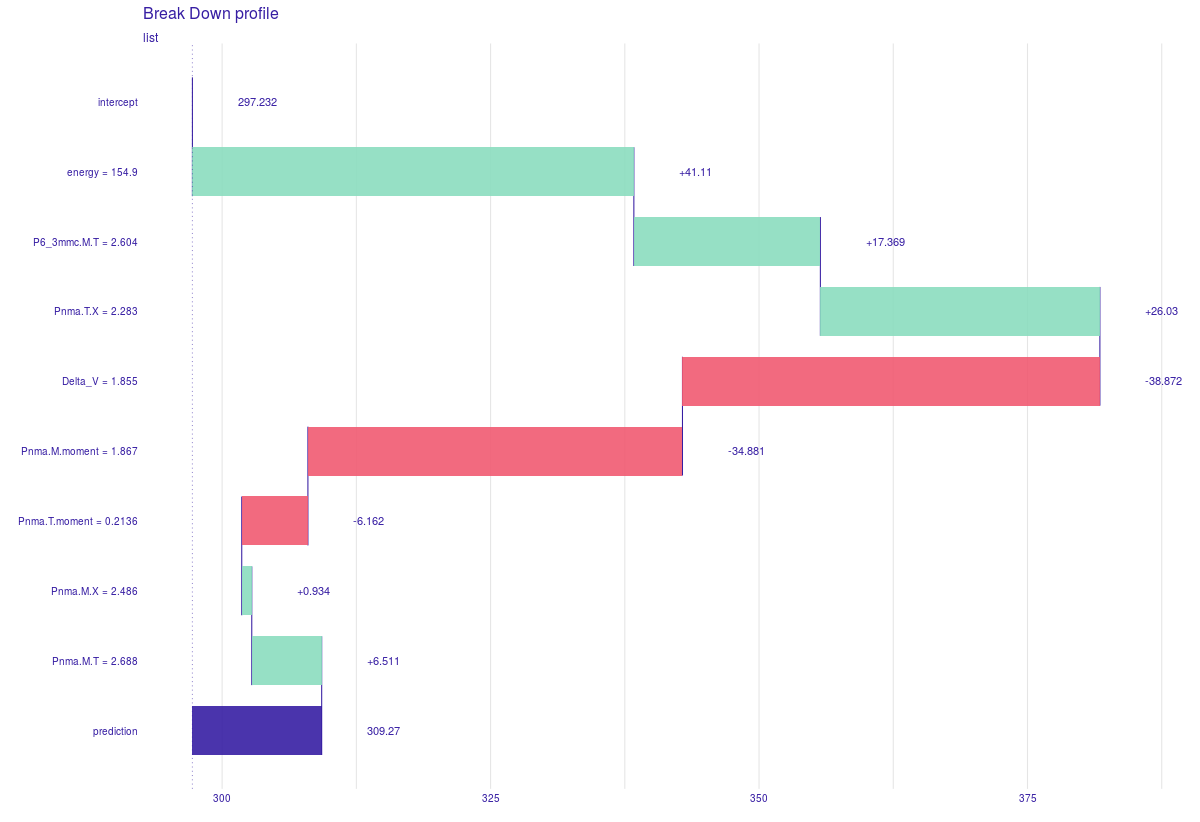 Break Down profile
list
intercept 297.232
energy = 154.9 +41.11
P6_3mmc.M.T = 2.604 +17.369
Pnma.T.X = 2.283 +26.03
Delta_V = 1.855 -38.872
Pnma.M.moment = 1.867 -34.881
Pnma.T.moment = 0.2136 -6.162
Pnma.M.X = 2.486 +0.934
Pnma.M.T = 2.688 +6.511
prediction 309.27
300 325 350 375